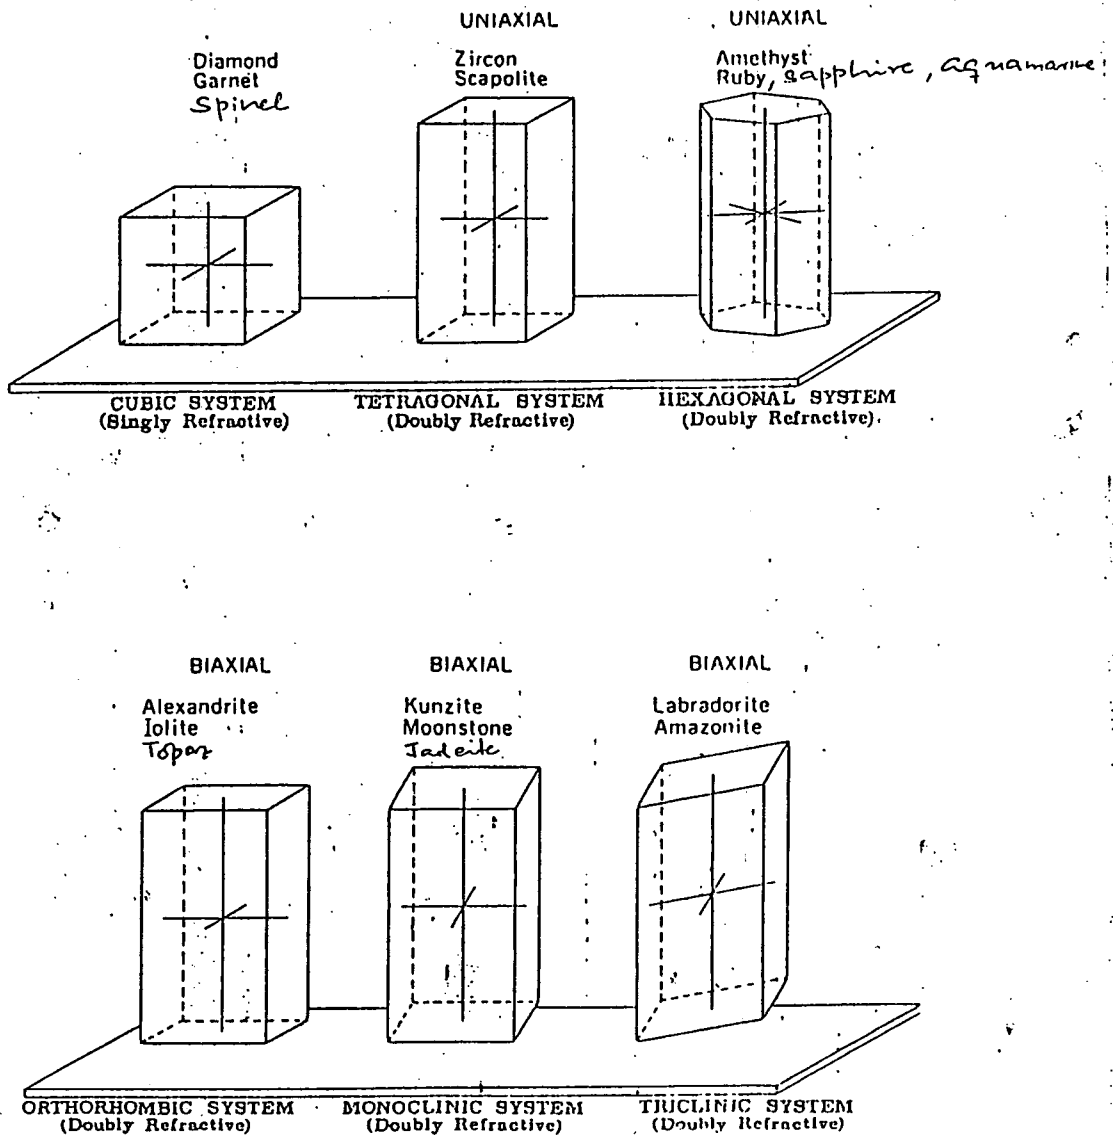 UNIAXIAL
UNIAXIAL
Diamond
Garnet
Spinel
Zircon
Scapolite
Amethyst
Ruby, sapphire, aquamarine
CUBIC SYSTEM
(Singly Refractive)
TETRAGONAL SYSTEM
(Doubly Refractive)
HEXAGONAL SYSTEM
(Doubly Refractive)
BIAXIAL
BIAXIAL
BIAXIAL
Alexandrite
Iolite
Topaz
Kunzite
Moonstone
Jadeite
Labradorite
Amazonite
ORTHORHOMBIC SYSTEM
(Doubly Refractive)
MONOCLINIC SYSTEM
(Doubly Refractive)
TRICLINIC SYSTEM
(Doubly Refractive)